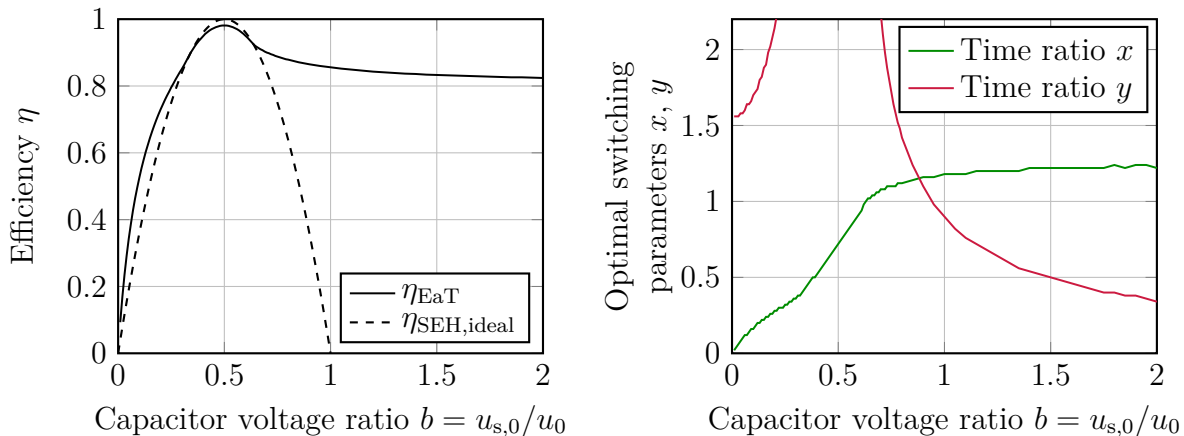 Efficiency η
1
0.8
0.6
0.4
0.2
0
0
0.5
1
1.5
2
η_EaT
η_SEH,ideal
Capacitor voltage ratio b = u_s,0/u_0
Optimal switching
parameters x, y
2
1.5
1
0.5
0
0
0.5
1
1.5
2
Time ratio x
Time ratio y
Capacitor voltage ratio b = u_s,0/u_0